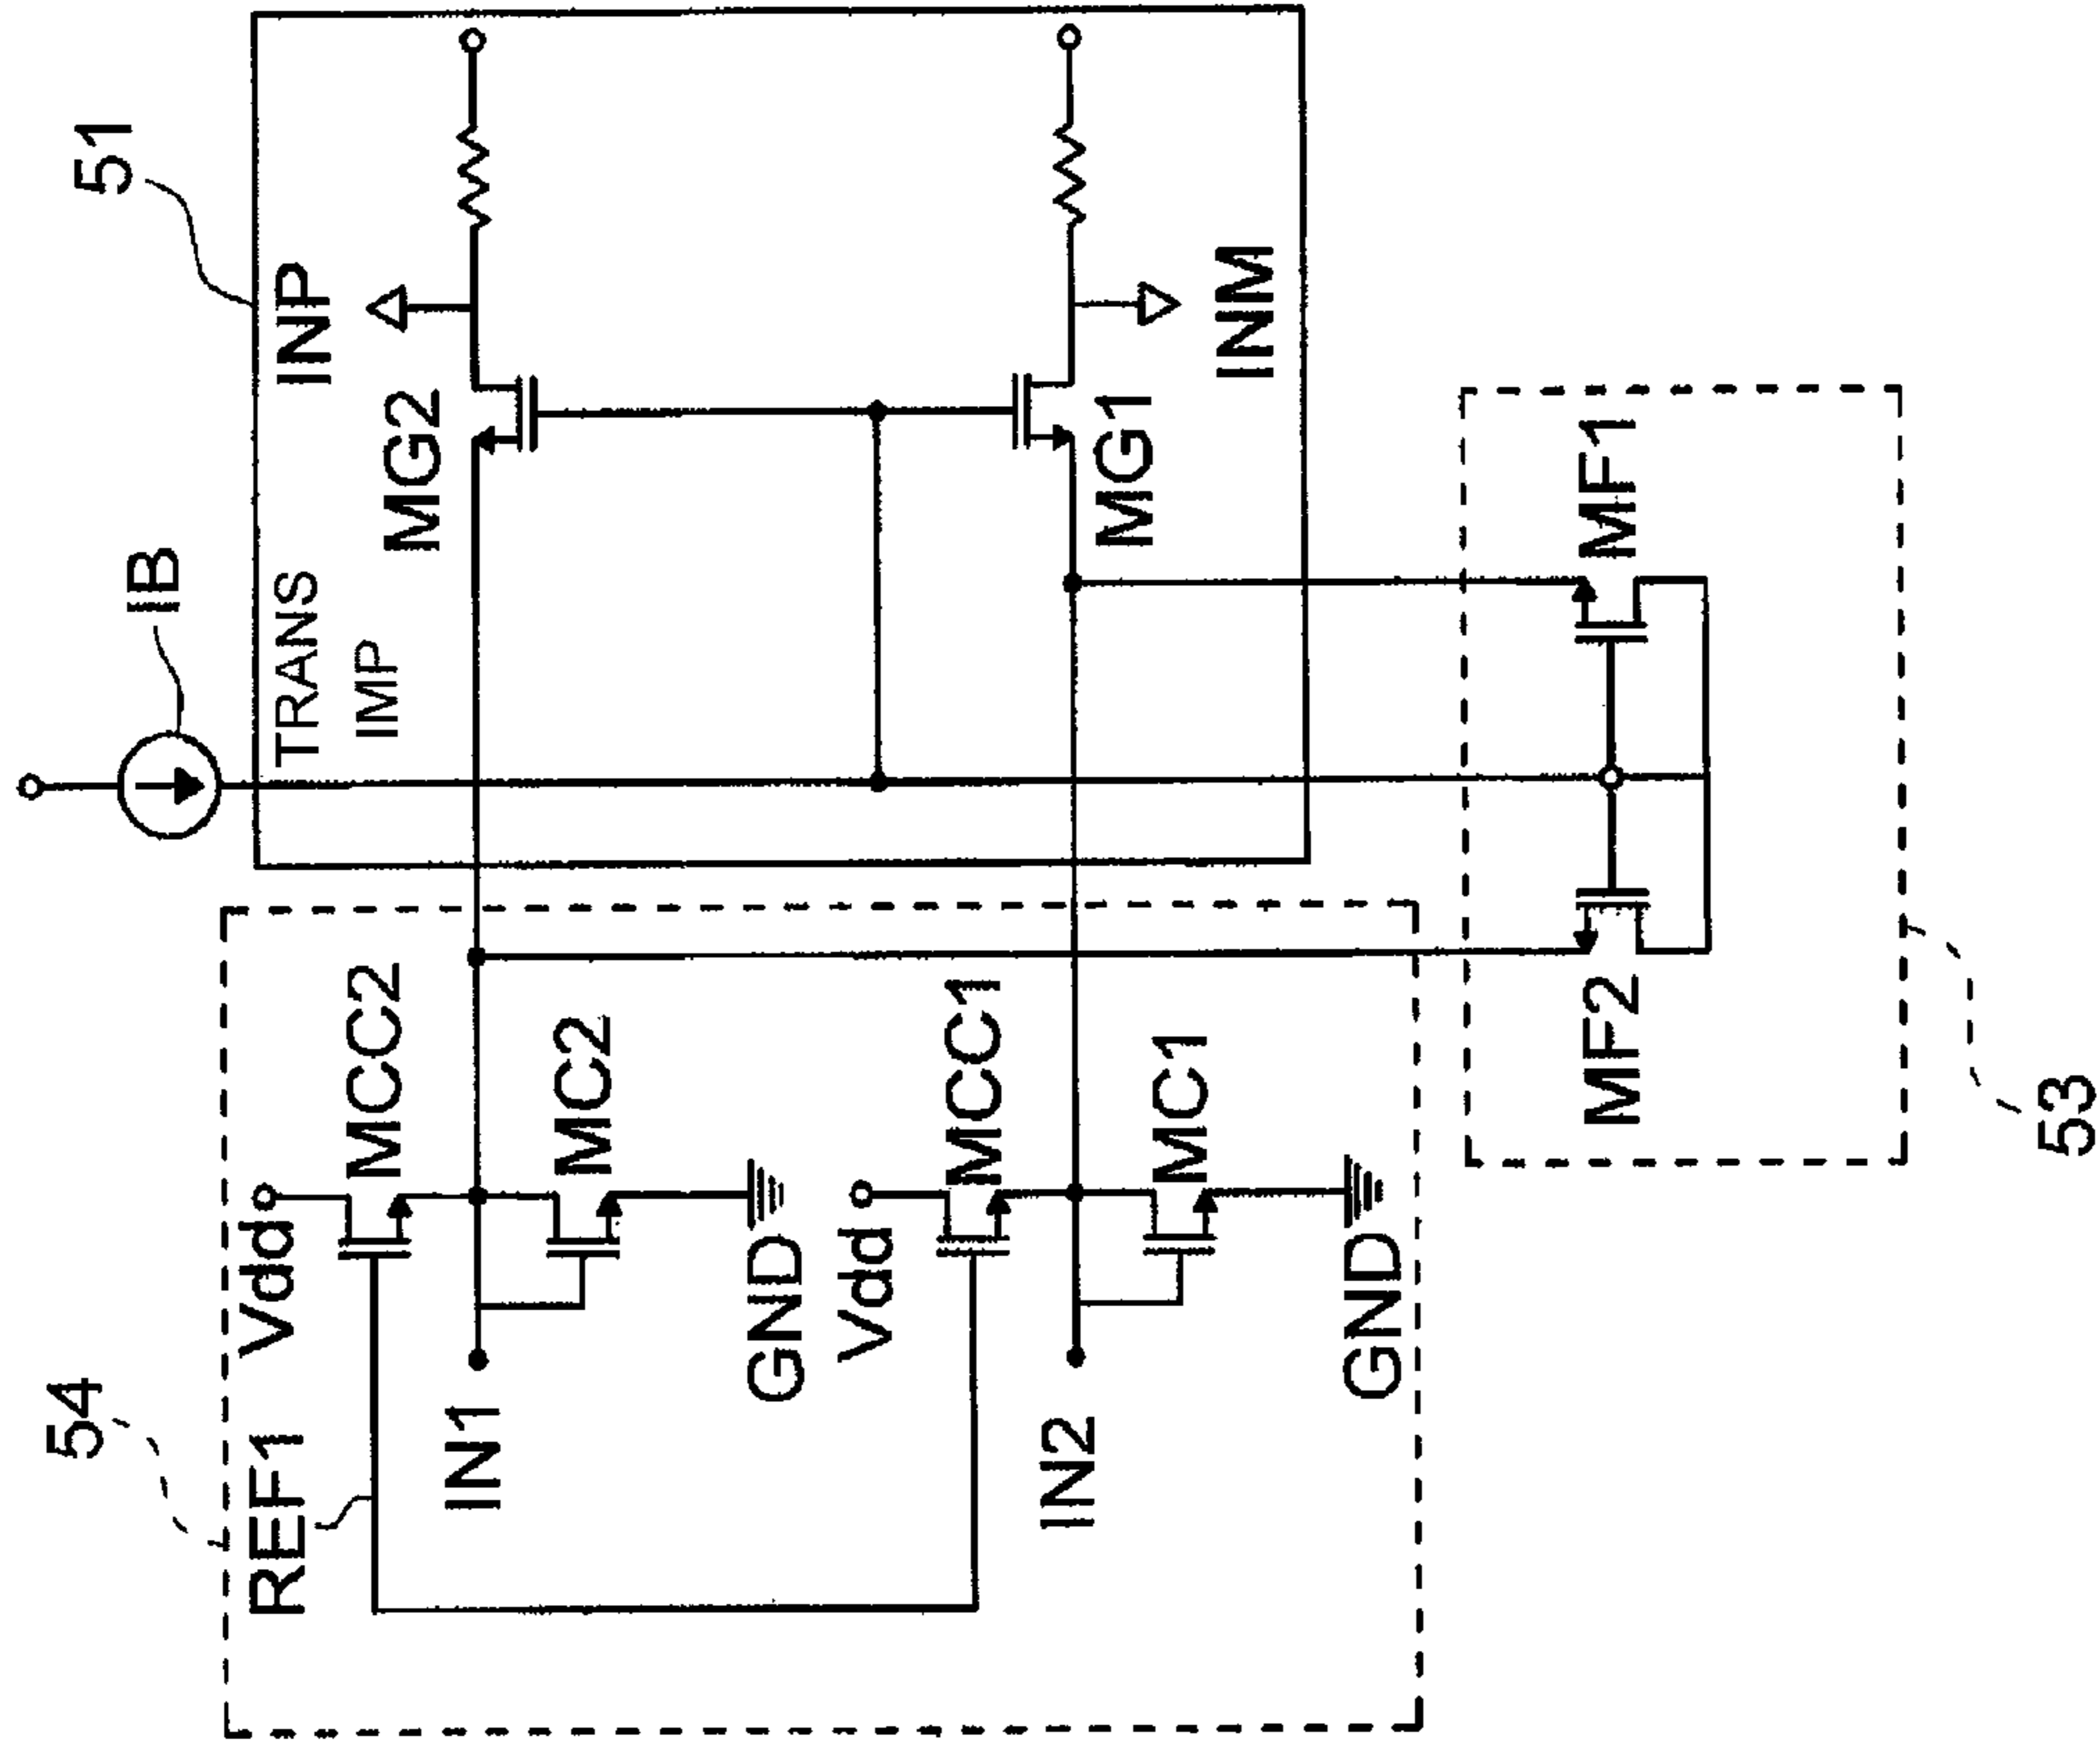 51
INP
MG2
IB
TRANS
IMP
INM
MG1
MF1
MF2
53
54
REF1
Vdd
MCC2
MC2
IN1
GND
Vdd
MCC1
MC1
IN2
GND